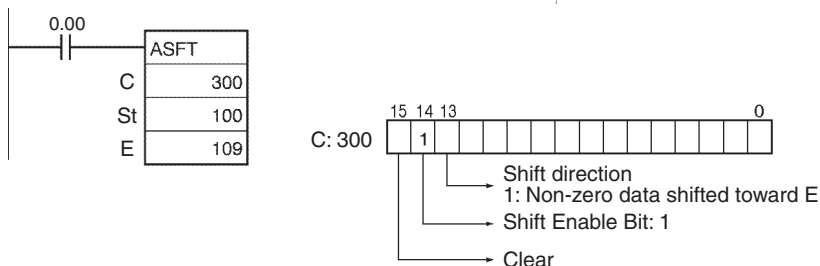 0.00
ASFT
C 300
St 100
E 109
15 14 13 0
C: 300 1
Shift direction
1: Non-zero data shifted toward E
Shift Enable Bit: 1
Clear